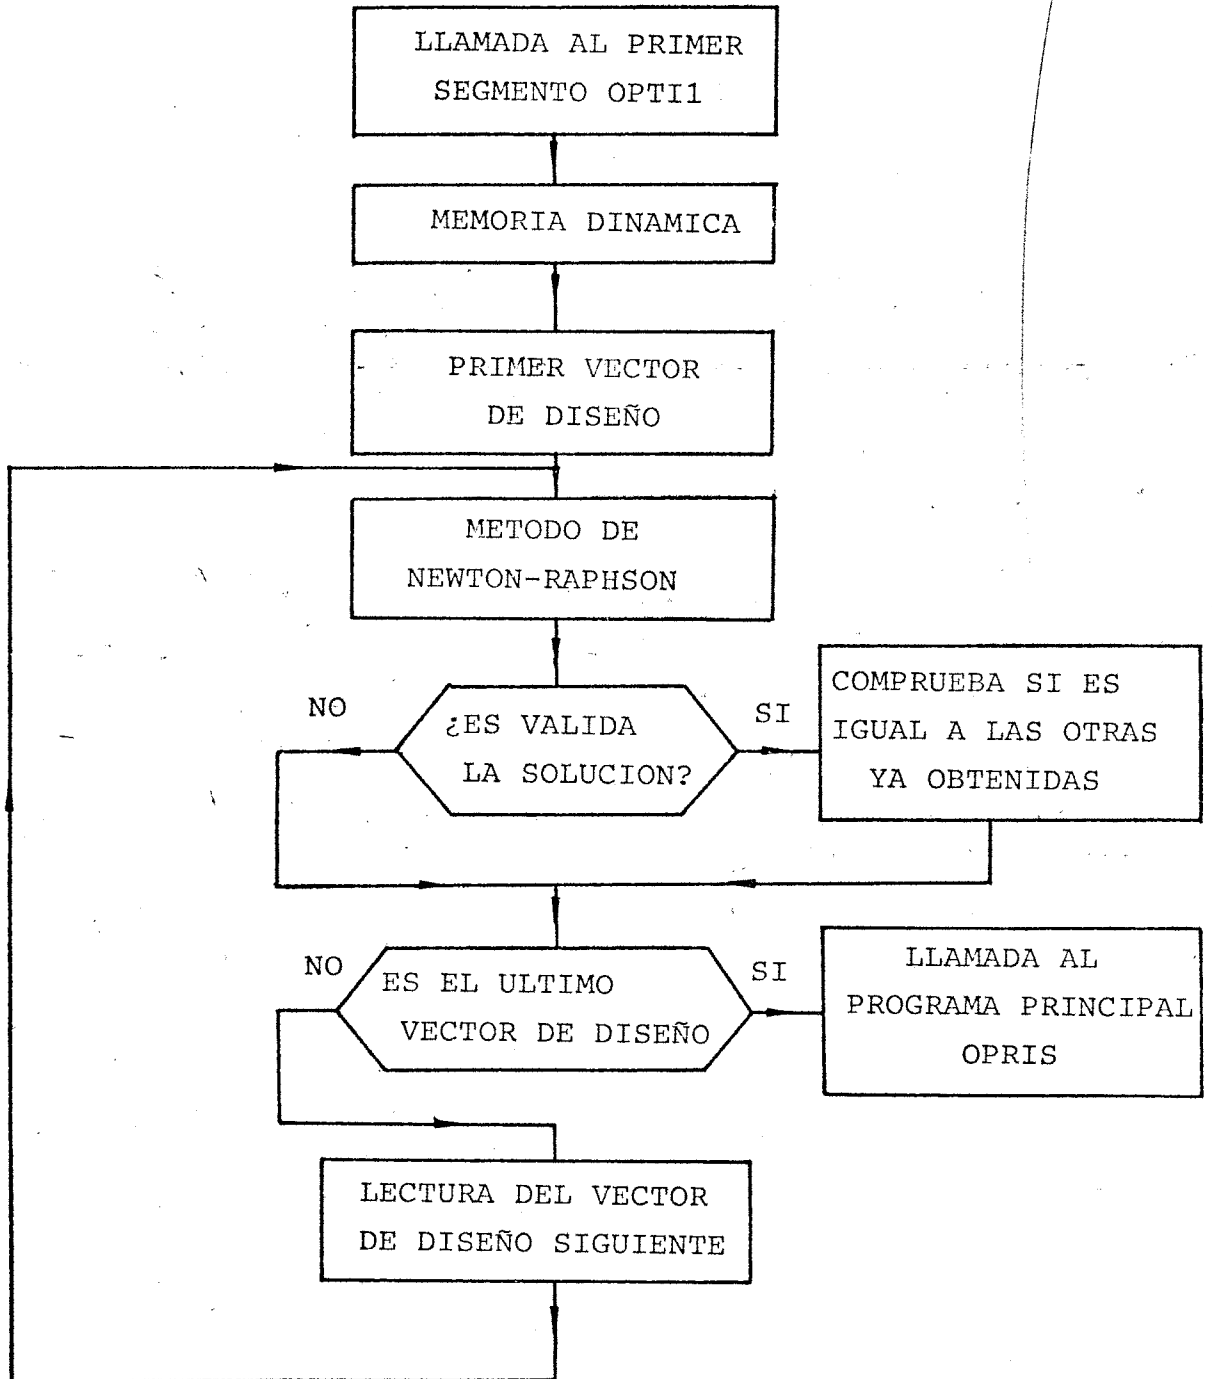 LLAMADA AL PRIMER
SEGMENTO OPTI1
MEMORIA DINAMICA
PRIMER VECTOR
DE DISEÑO
METODO DE
NEWTON-RAPHSON
NO
¿ES VALIDA
LA SOLUCION?
SI
COMPRUEBA SI ES
IGUAL A LAS OTRAS
YA OBTENIDAS
NO
ES EL ULTIMO
VECTOR DE DISEÑO
SI
LLAMADA AL
PROGRAMA PRINCIPAL
OPRIS
LECTURA DEL VECTOR
DE DISEÑO SIGUIENTE